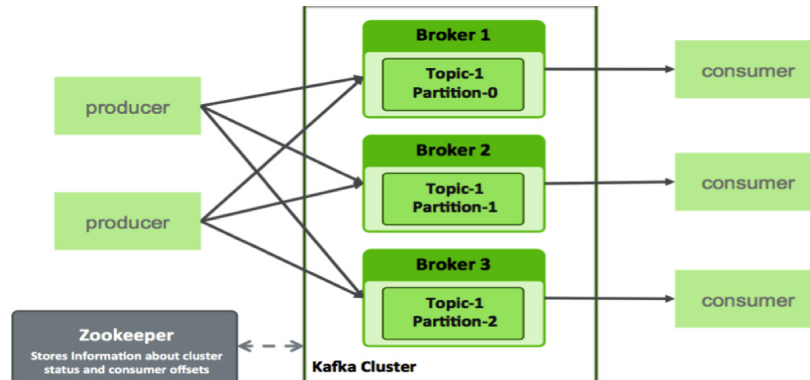 Broker 1
Topic-1
Partition-0
consumer
producer
Broker 2
Topic-1
Partition-1
consumer
producer
Broker 3
Topic-1
Partition-2
consumer
Zookeeper
Stores Information about cluster
status and consumer offsets
Kafka Cluster